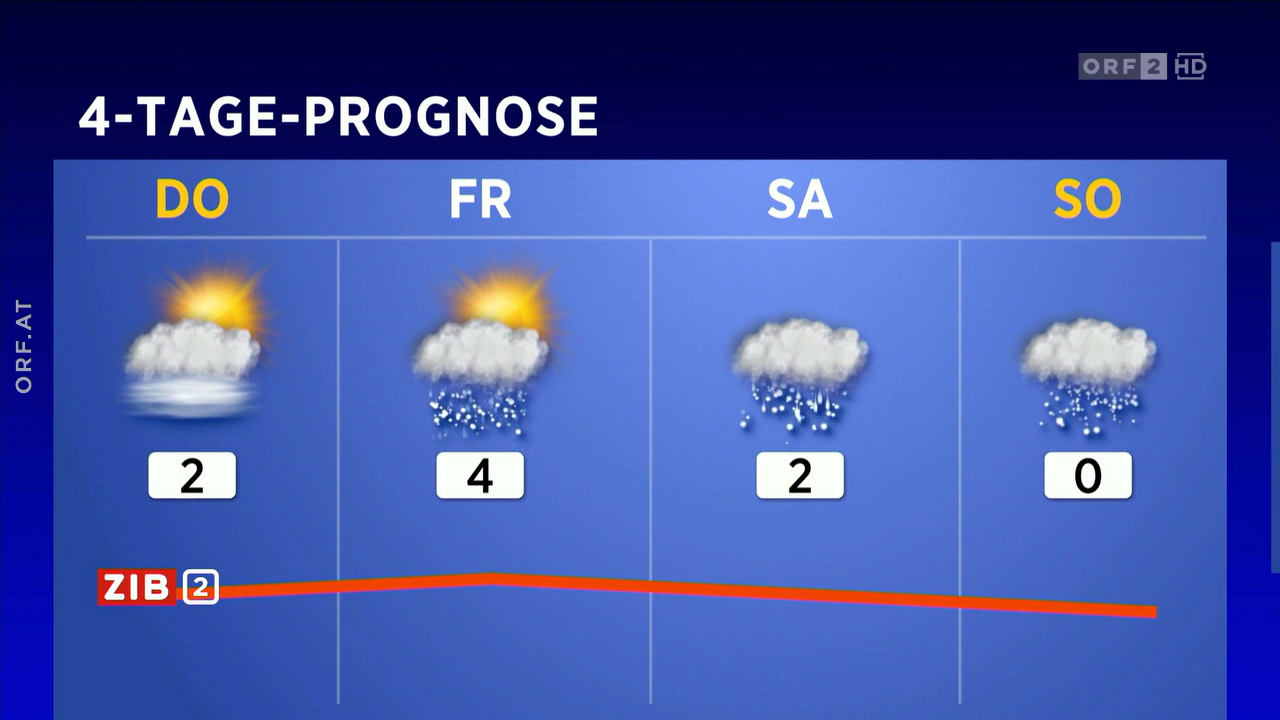 ORF 2 HD
4-TAGE-PROGNOSE
DO FR SA SO
ORF.AT
2 4 2 0
ZIB 2